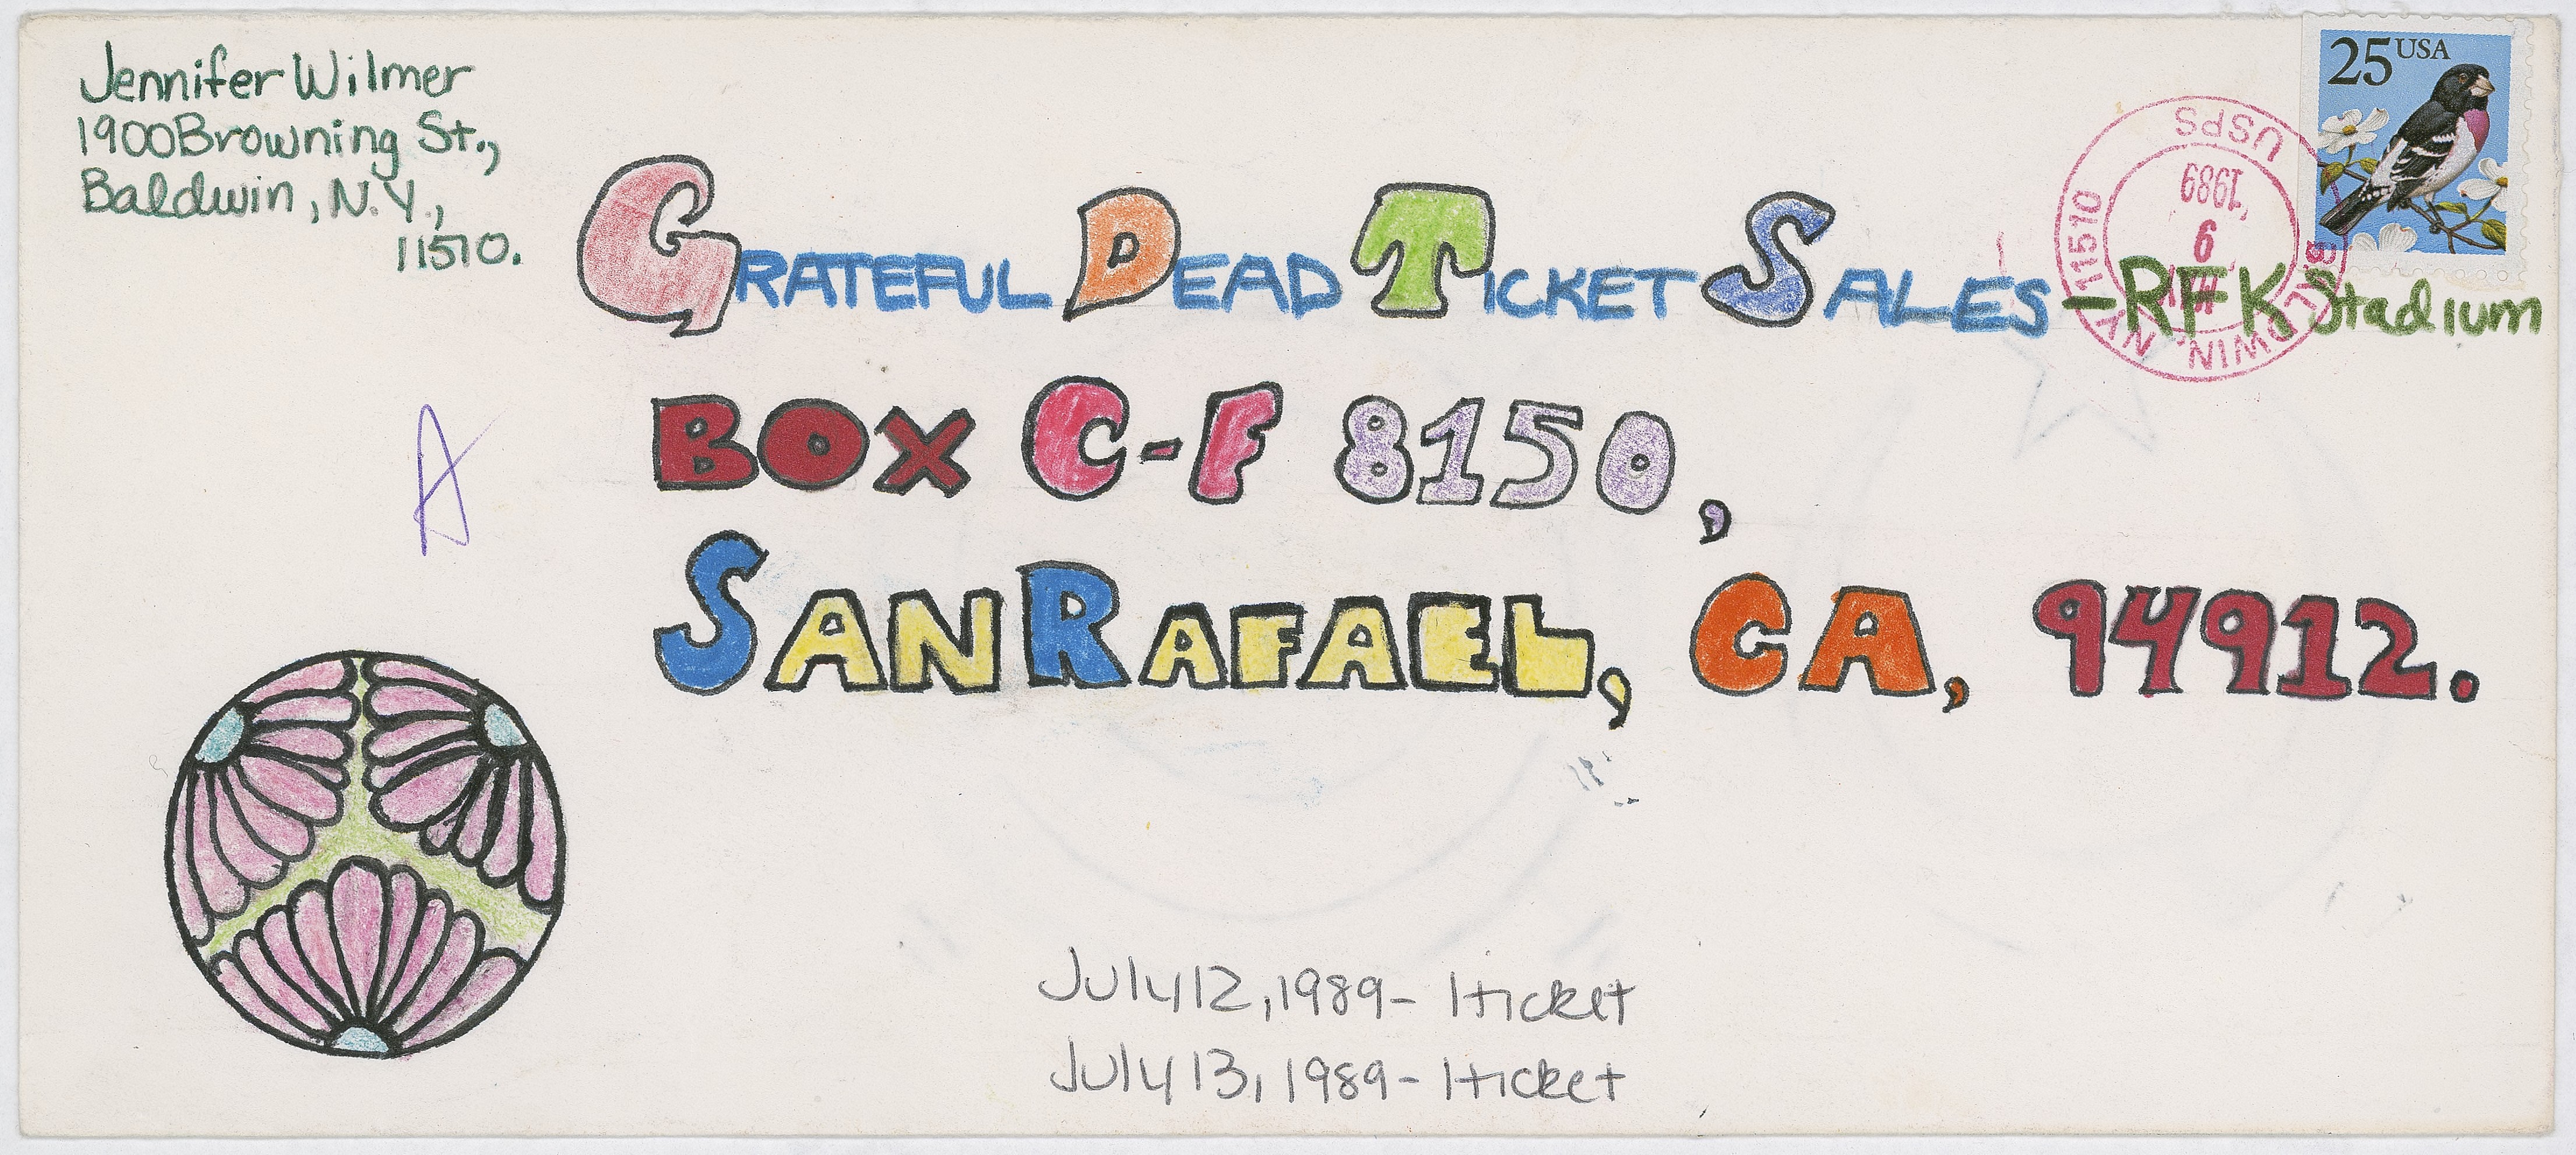 Jennifer Wilmer
1900 Browning St.,
Baldwin, N.Y.,
11510.
25 USA
USPS
1989
6
11510
BALDWIN, NY
GRATEFUL DEAD TICKET SALES - RFK Stadium
BOX C-F 8150,
A
SAN RAFAEL, CA, 94912.
July 12, 1989 - 1 ticket
July 13, 1989 - 1 ticket